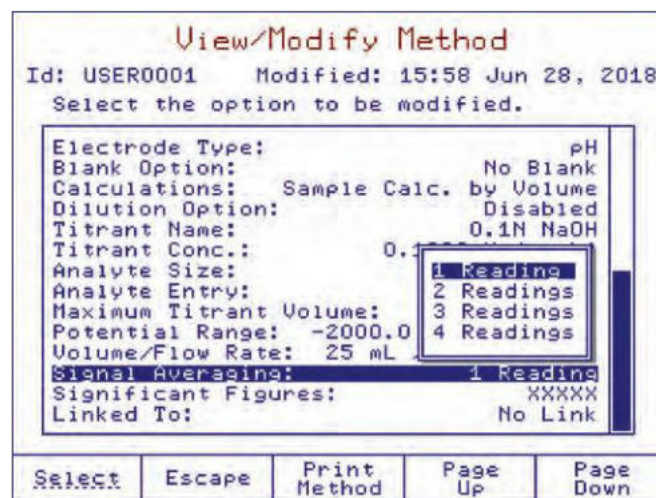 View/Modify Method
Id: USER0001 Modified: 15:58 Jun 28, 2018
Select the option to be modified.
Electrode Type: pH
Blank Option: No Blank
Calculations: Sample Calc. by Volume
Dilution Option: Disabled
Titrant Name: 0.1N NaOH
Titrant Conc.:
Analyte Size:
Analyte Entry:
Maximum Titrant Volume:
Potential Range: -2000.0
Volume/Flow Rate: 25 mL
Signal Averaging: 1 Reading
Significant Figures: XXXXX
Linked To: No Link
1 Reading
2 Readings
3 Readings
4 Readings
Select Escape Print Method Page Up Page Down